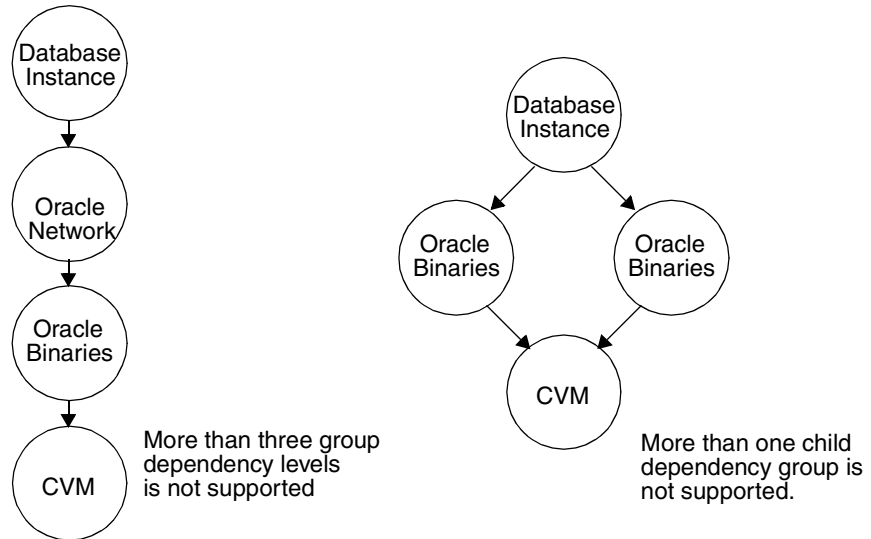 Database
Instance
Oracle
Network
Oracle
Binaries
CVM
More than three group
dependency levels
is not supported
Database
Instance
Oracle
Binaries
Oracle
Binaries
CVM
More than one child
dependency group is
not supported.